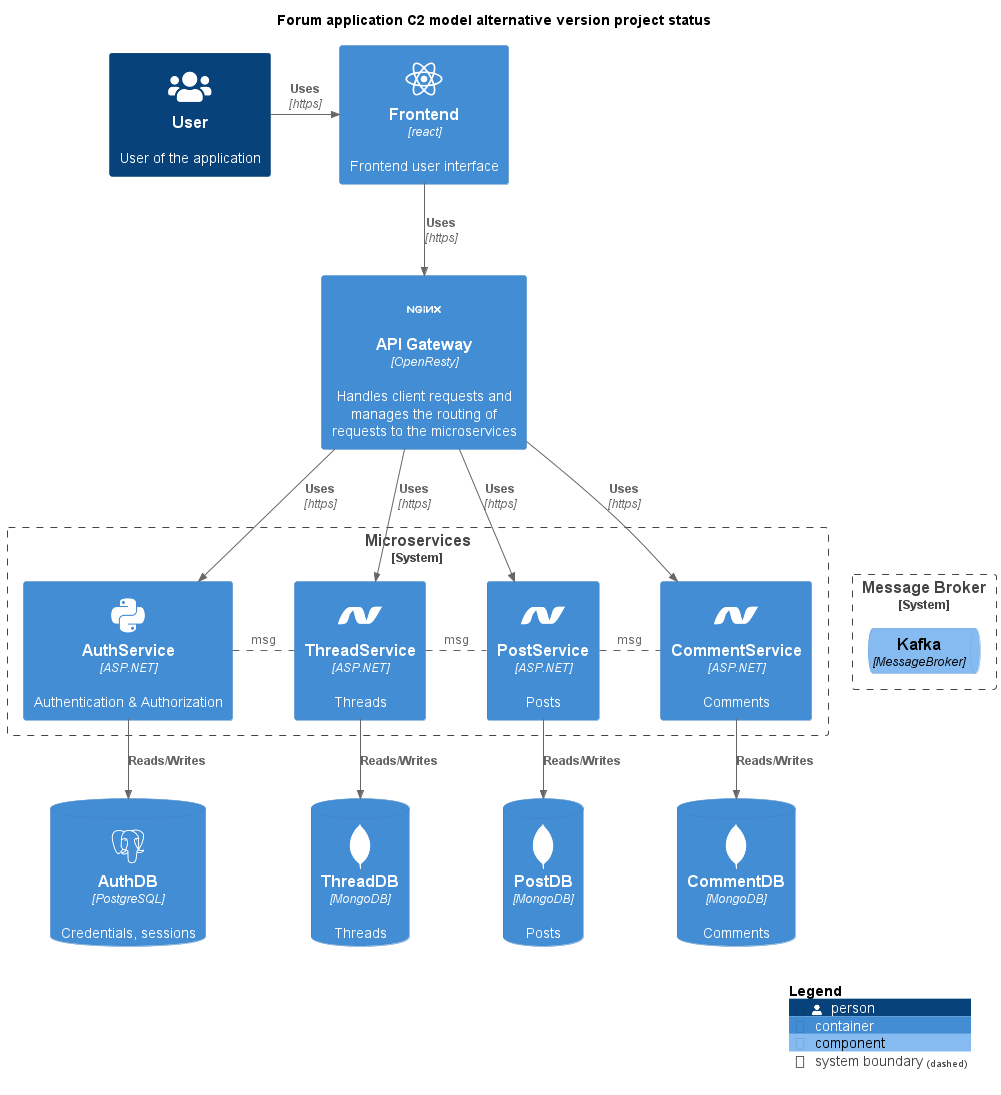 Forum application C2 model alternative version project status
User
User of the application
Uses
[https]
Frontend
[react]
Frontend user interface
Uses
[https]
NGINX
API Gateway
[OpenResty]
Handles client requests and
manages the routing of
requests to the microservices
Uses
[https]
Uses
[https]
Uses
[https]
Uses
[https]
Microservices
[System]
AuthService
[ASP.NET]
Authentication & Authorization
msg
ThreadService
[ASP.NET]
Threads
msg
PostService
[ASP.NET]
Posts
msg
CommentService
[ASP.NET]
Comments
Message Broker
[System]
Kafka
[MessageBroker]
Reads/Writes
Reads/Writes
Reads/Writes
Reads/Writes
AuthDB
[PostgreSQL]
Credentials, sessions
ThreadDB
[MongoDB]
Threads
PostDB
[MongoDB]
Posts
CommentDB
[MongoDB]
Comments
Legend
person
container
component
system boundary (dashed)